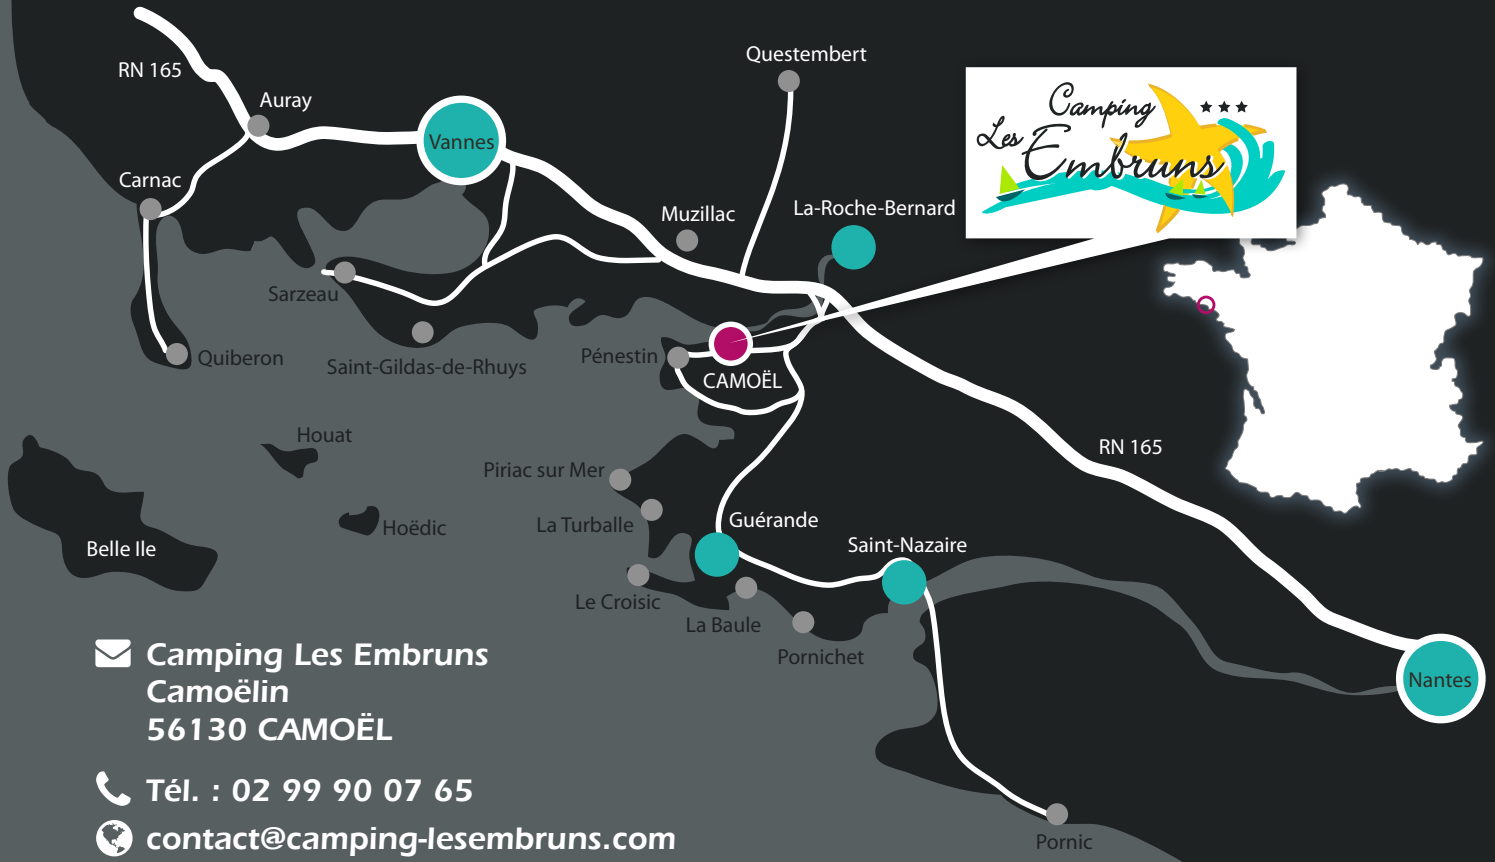 RN 165
Auray
Vannes
Questembert
Camping
Les
Embruns
Carnac
Muzillac
La-Roche-Bernard
Sarzeau
Quiberon
Saint-Gildas-de-Rhuys
Pénestin
CAMOËL
Houat
Piriac sur Mer
RN 165
Hoëdic
La Turballe
Guérande
Belle Ile
Saint-Nazaire
Le Croisic
La Baule
Pornichet
Nantes
Pornic
Camping Les Embruns
Camoëlin
56130 CAMOËL
Tél. : 02 99 90 07 65
contact@camping-lesembruns.com